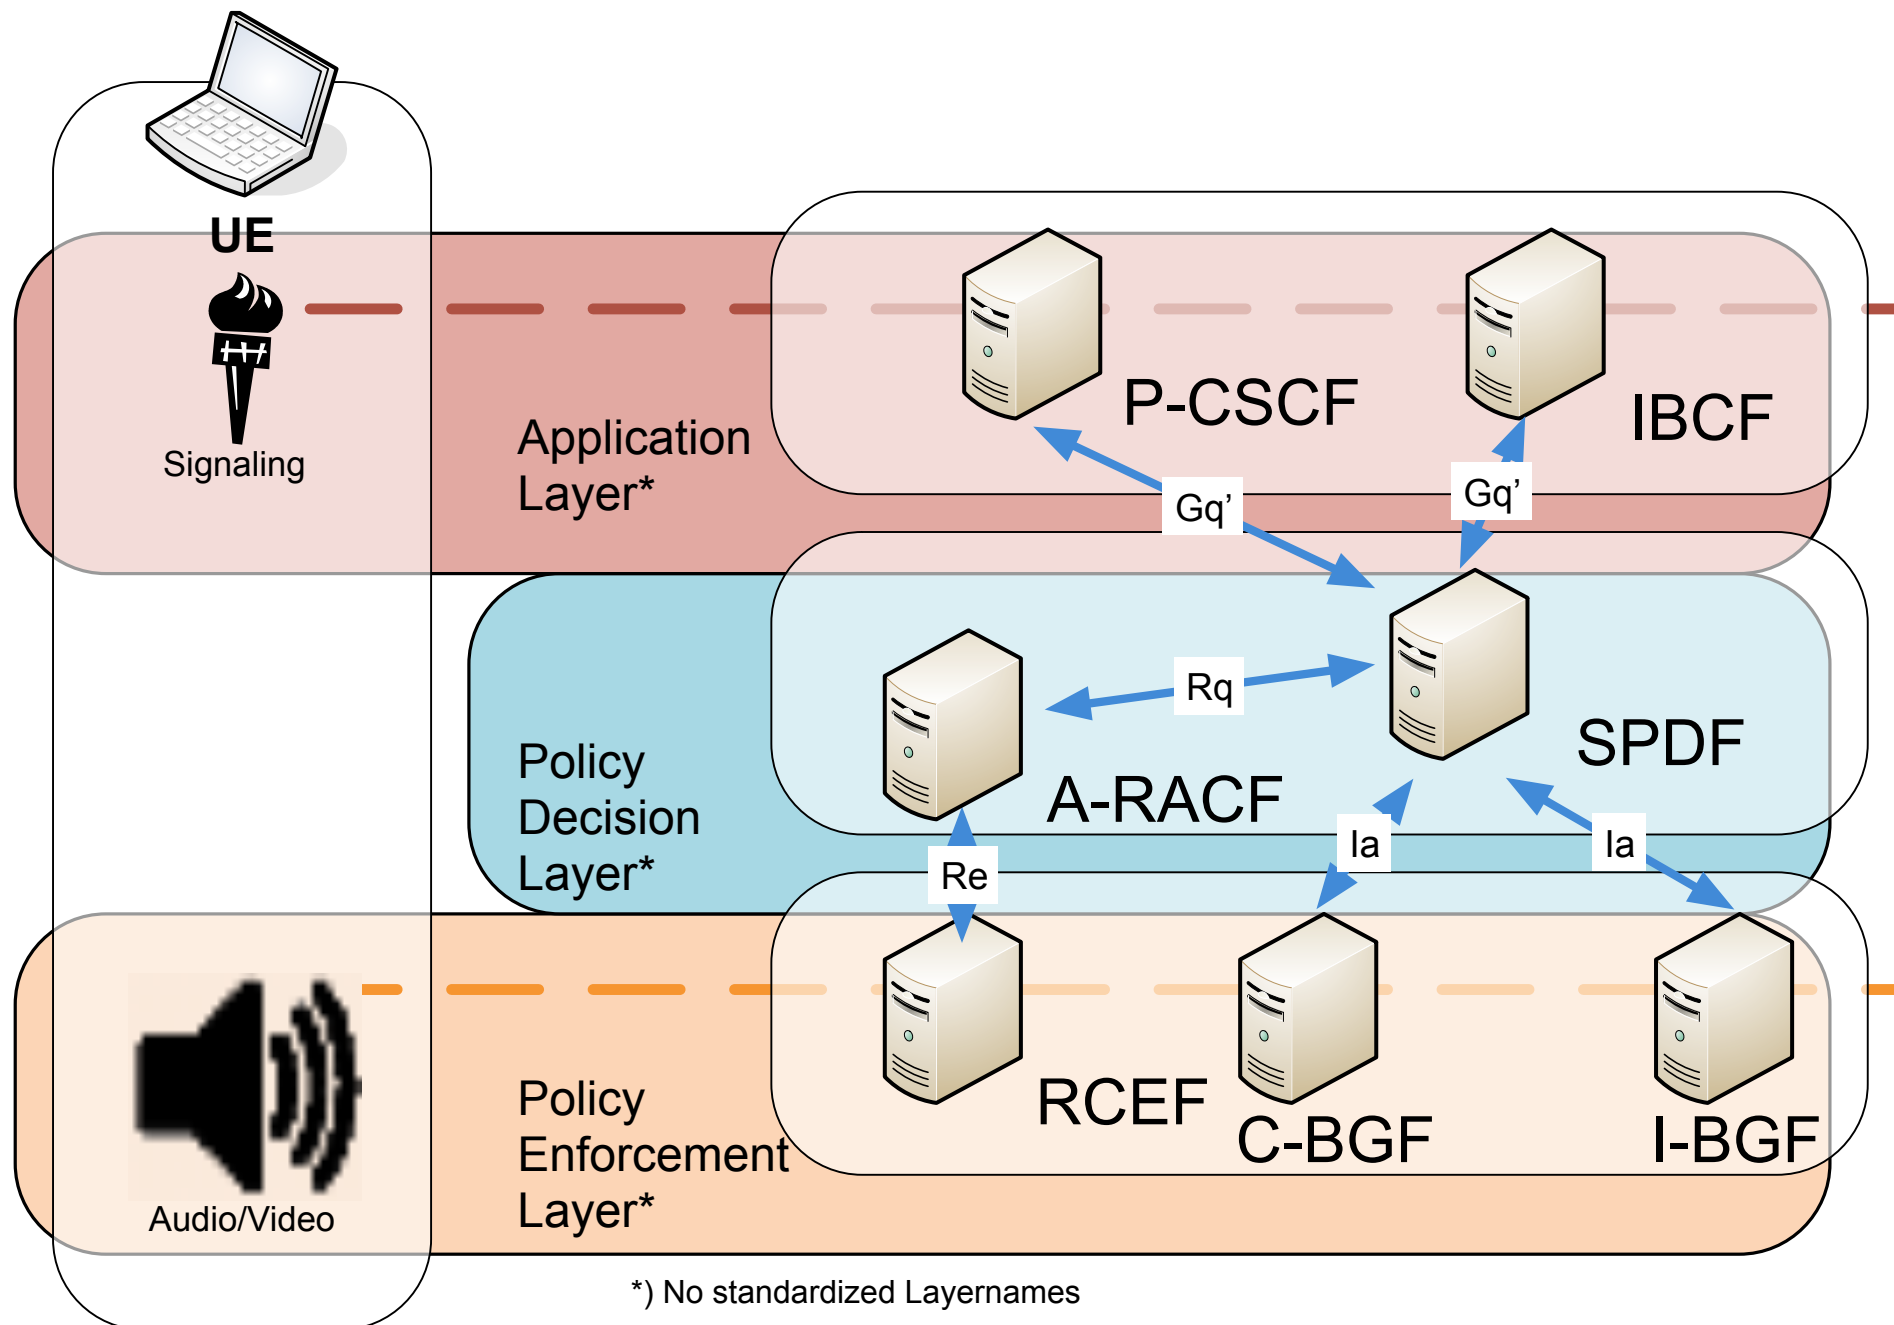 UE
Signaling
Application
Layer*
P-CSCF
IBCF
Gq’
Gq’
Policy
Decision
Layer*
Rq
SPDF
A-RACF
Re
Ia
Ia
Policy
Enforcement
Layer*
RCEF
C-BGF
I-BGF
Audio/Video
*) No standardized Layernames